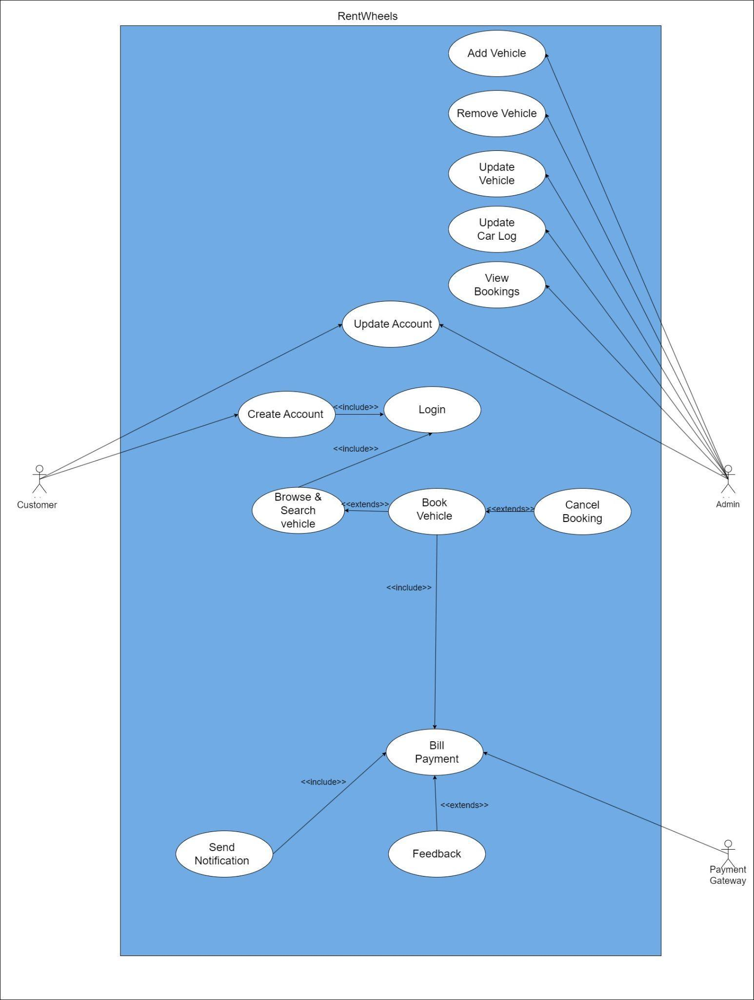 RentWheels
Add Vehicle
Remove Vehicle
Update
Vehicle
Update
Car Log
View
Bookings
Update Account
Create Account
<<include>>
Login
<<include>>
Customer
Admin
Browse &
Search
vehicle
<<extends>>
Book
Vehicle
<<extends>>
Cancel
Booking
<<include>>
Bill
Payment
<<include>>
<<extends>>
Send
Notification
Feedback
Payment
Gateway